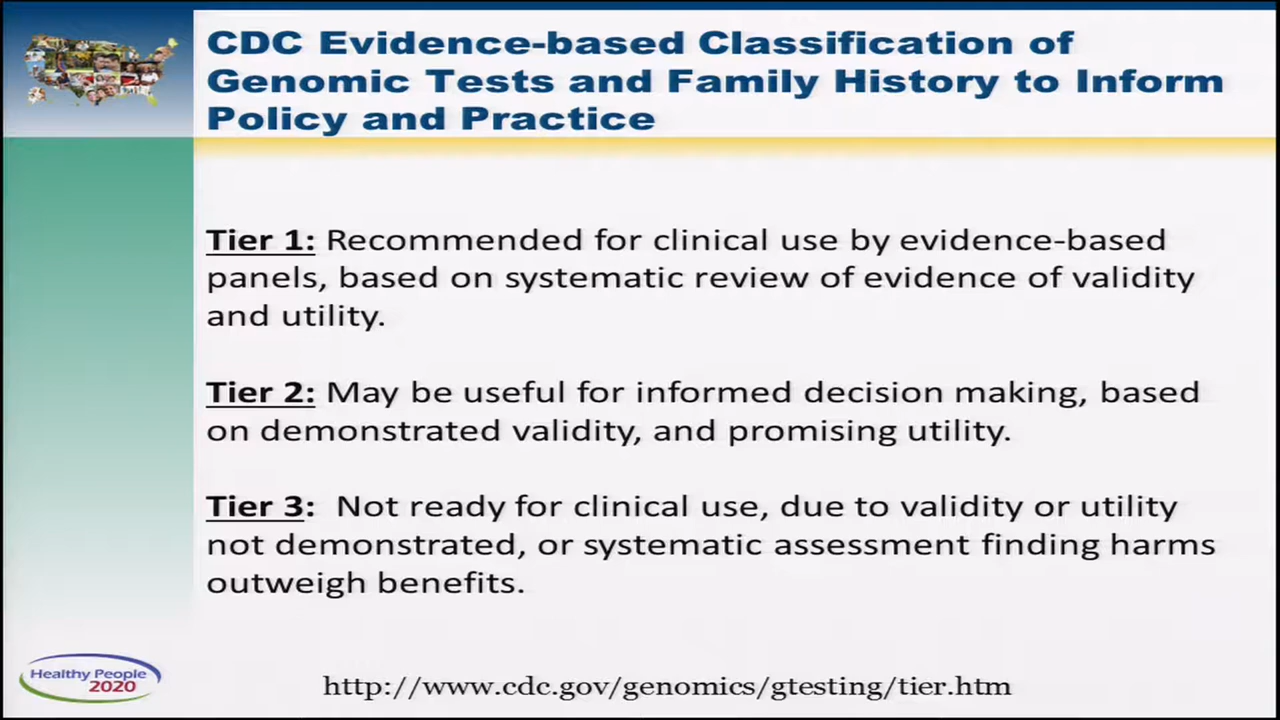 CDC Evidence-based Classification of
Genomic Tests and Family History to Inform
Policy and Practice
Tier 1: Recommended for clinical use by evidence-based
panels, based on systematic review of evidence of validity
and utility.
Tier 2: May be useful for informed decision making, based
on demonstrated validity, and promising utility.
Tier 3:  Not ready for clinical use, due to validity or utility
not demonstrated, or systematic assessment finding harms
outweigh benefits.
Healthy People
2020
http://www.cdc.gov/genomics/gtesting/tier.htm